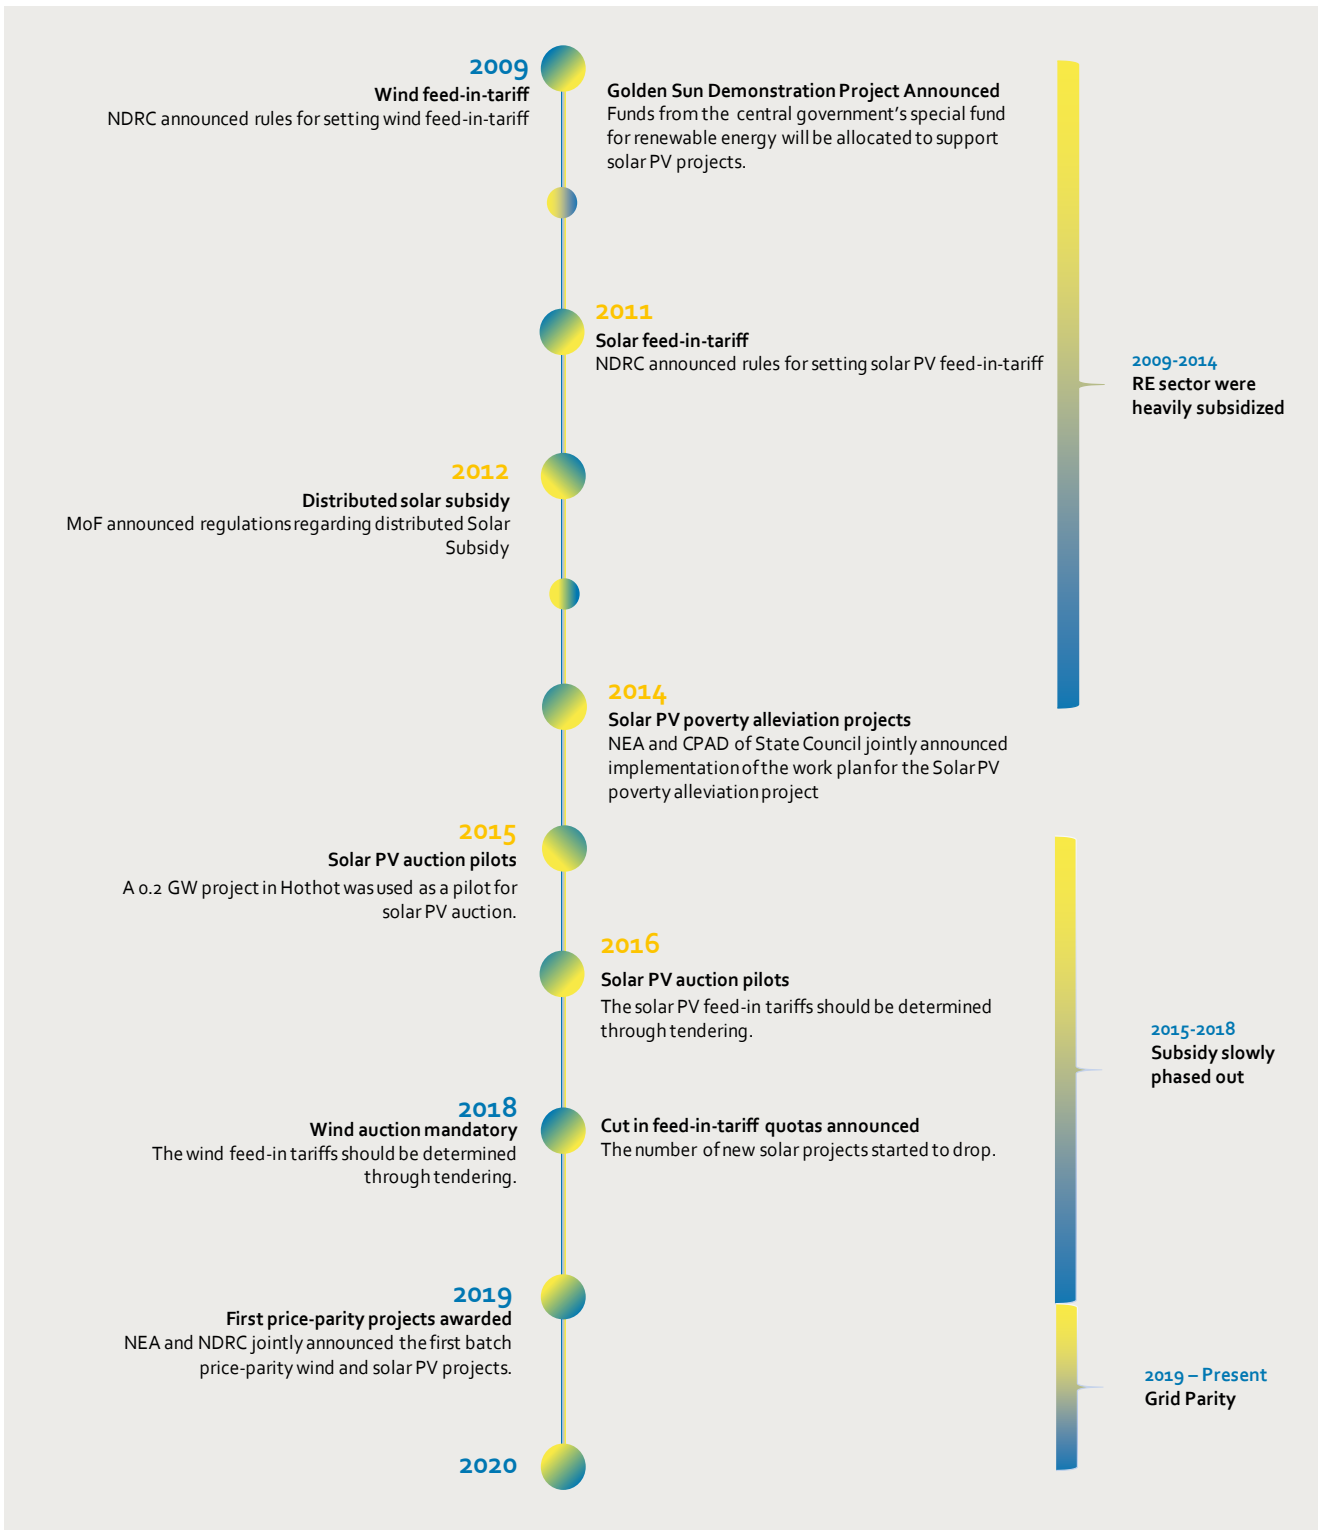 2009
Wind feed-in-tariff
NDRC announced rules for setting wind feed-in-tariff
Golden Sun Demonstration Project Announced
Funds from the central government's special fund
for renewable energy will be allocated to support
solar PV projects.
2011
Solar feed-in-tariff
NDRC announced rules for setting solar PV feed-in-tariff
2009-2014
RE sector were
heavily subsidized
2012
Distributed solar subsidy
MoF announced regulations regarding distributed Solar
Subsidy
2014
Solar PV poverty alleviation projects
NEA and CPAD of State Council jointly announced
implementation of the work plan for the Solar PV
poverty alleviation project
2015
Solar PV auction pilots
A 0.2 GW project in Hothot was used as a pilot for
solar PV auction.
2016
Solar PV auction pilots
The solar PV feed-in tariffs should be determined
through tendering.
2015-2018
Subsidy slowly
phased out
2018
Wind auction mandatory
The wind feed-in tariffs should be determined
through tendering.
Cut in feed-in-tariff quotas announced
The number of new solar projects started to drop.
2019
First price-parity projects awarded
NEA and NDRC jointly announced the first batch
price-parity wind and solar PV projects.
2019 – Present
Grid Parity
2020